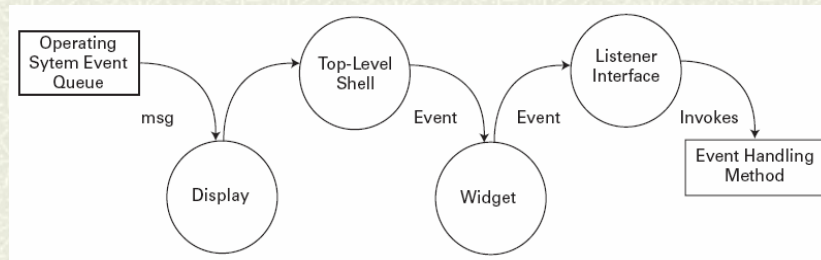 Operating
Sytem Event
Queue
msg
Display
Top-Level
Shell
Event
Widget
Event
Listener
Interface
Invokes
Event Handling
Method